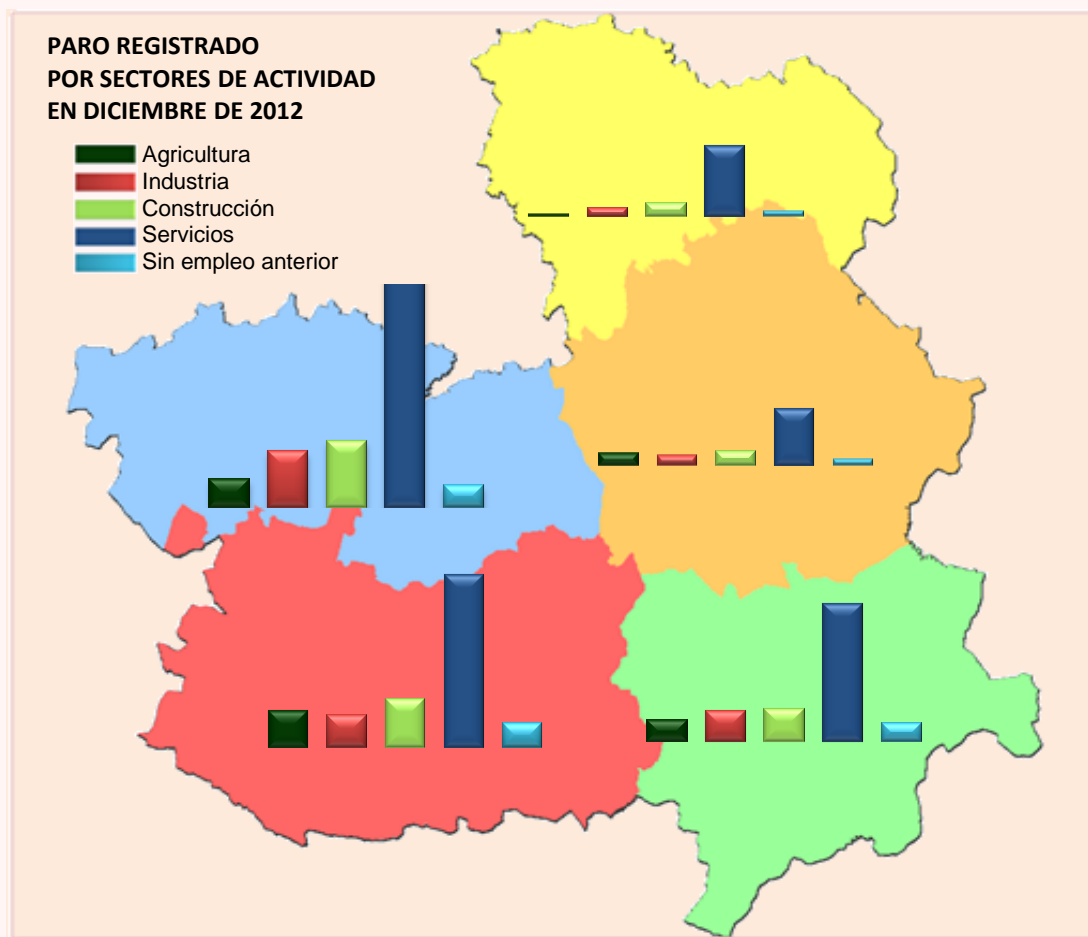 PARO REGISTRADO
POR SECTORES DE ACTIVIDAD
EN DICIEMBRE DE 2012
Agricultura
Industria
Construcción
Servicios
Sin empleo anterior